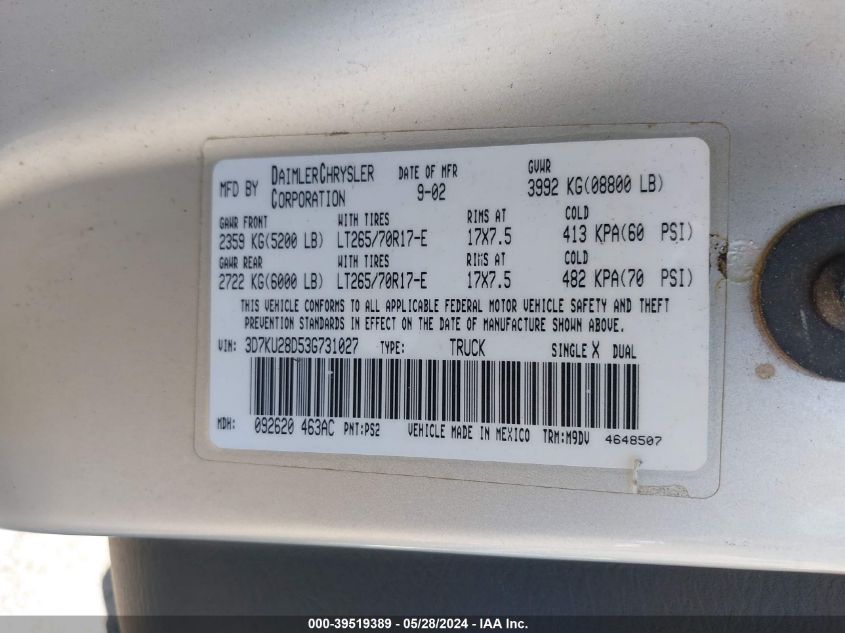 MFD BY DAIMLERCHRYSLER CORPORATION DATE OF MFR 9-02 GVWR 3992 KG(08800 LB)
GAWR FRONT WITH TIRES RIMS AT COLD
2359 KG(5200 LB) LT265/70R17-E 17X7.5 413 KPA(60 PSI)
GAWR REAR WITH TIRES RIMS AT COLD
2722 KG(6000 LB) LT265/70R17-E 17X7.5 482 KPA(70 PSI)
THIS VEHICLE CONFORMS TO ALL APPLICABLE FEDERAL MOTOR VEHICLE SAFETY AND THEFT
PREVENTION STANDARDS IN EFFECT ON THE DATE OF MANUFACTURE SHOWN ABOVE.
VIN: 3D7KU28D53G731027 TYPE: TRUCK SINGLE X DUAL
MDH: 092620 463AC PNT:PS2 VEHICLE MADE IN MEXICO TRM:M9DV 4648507
000-39519389 - 05/28/2024 - IAA Inc.